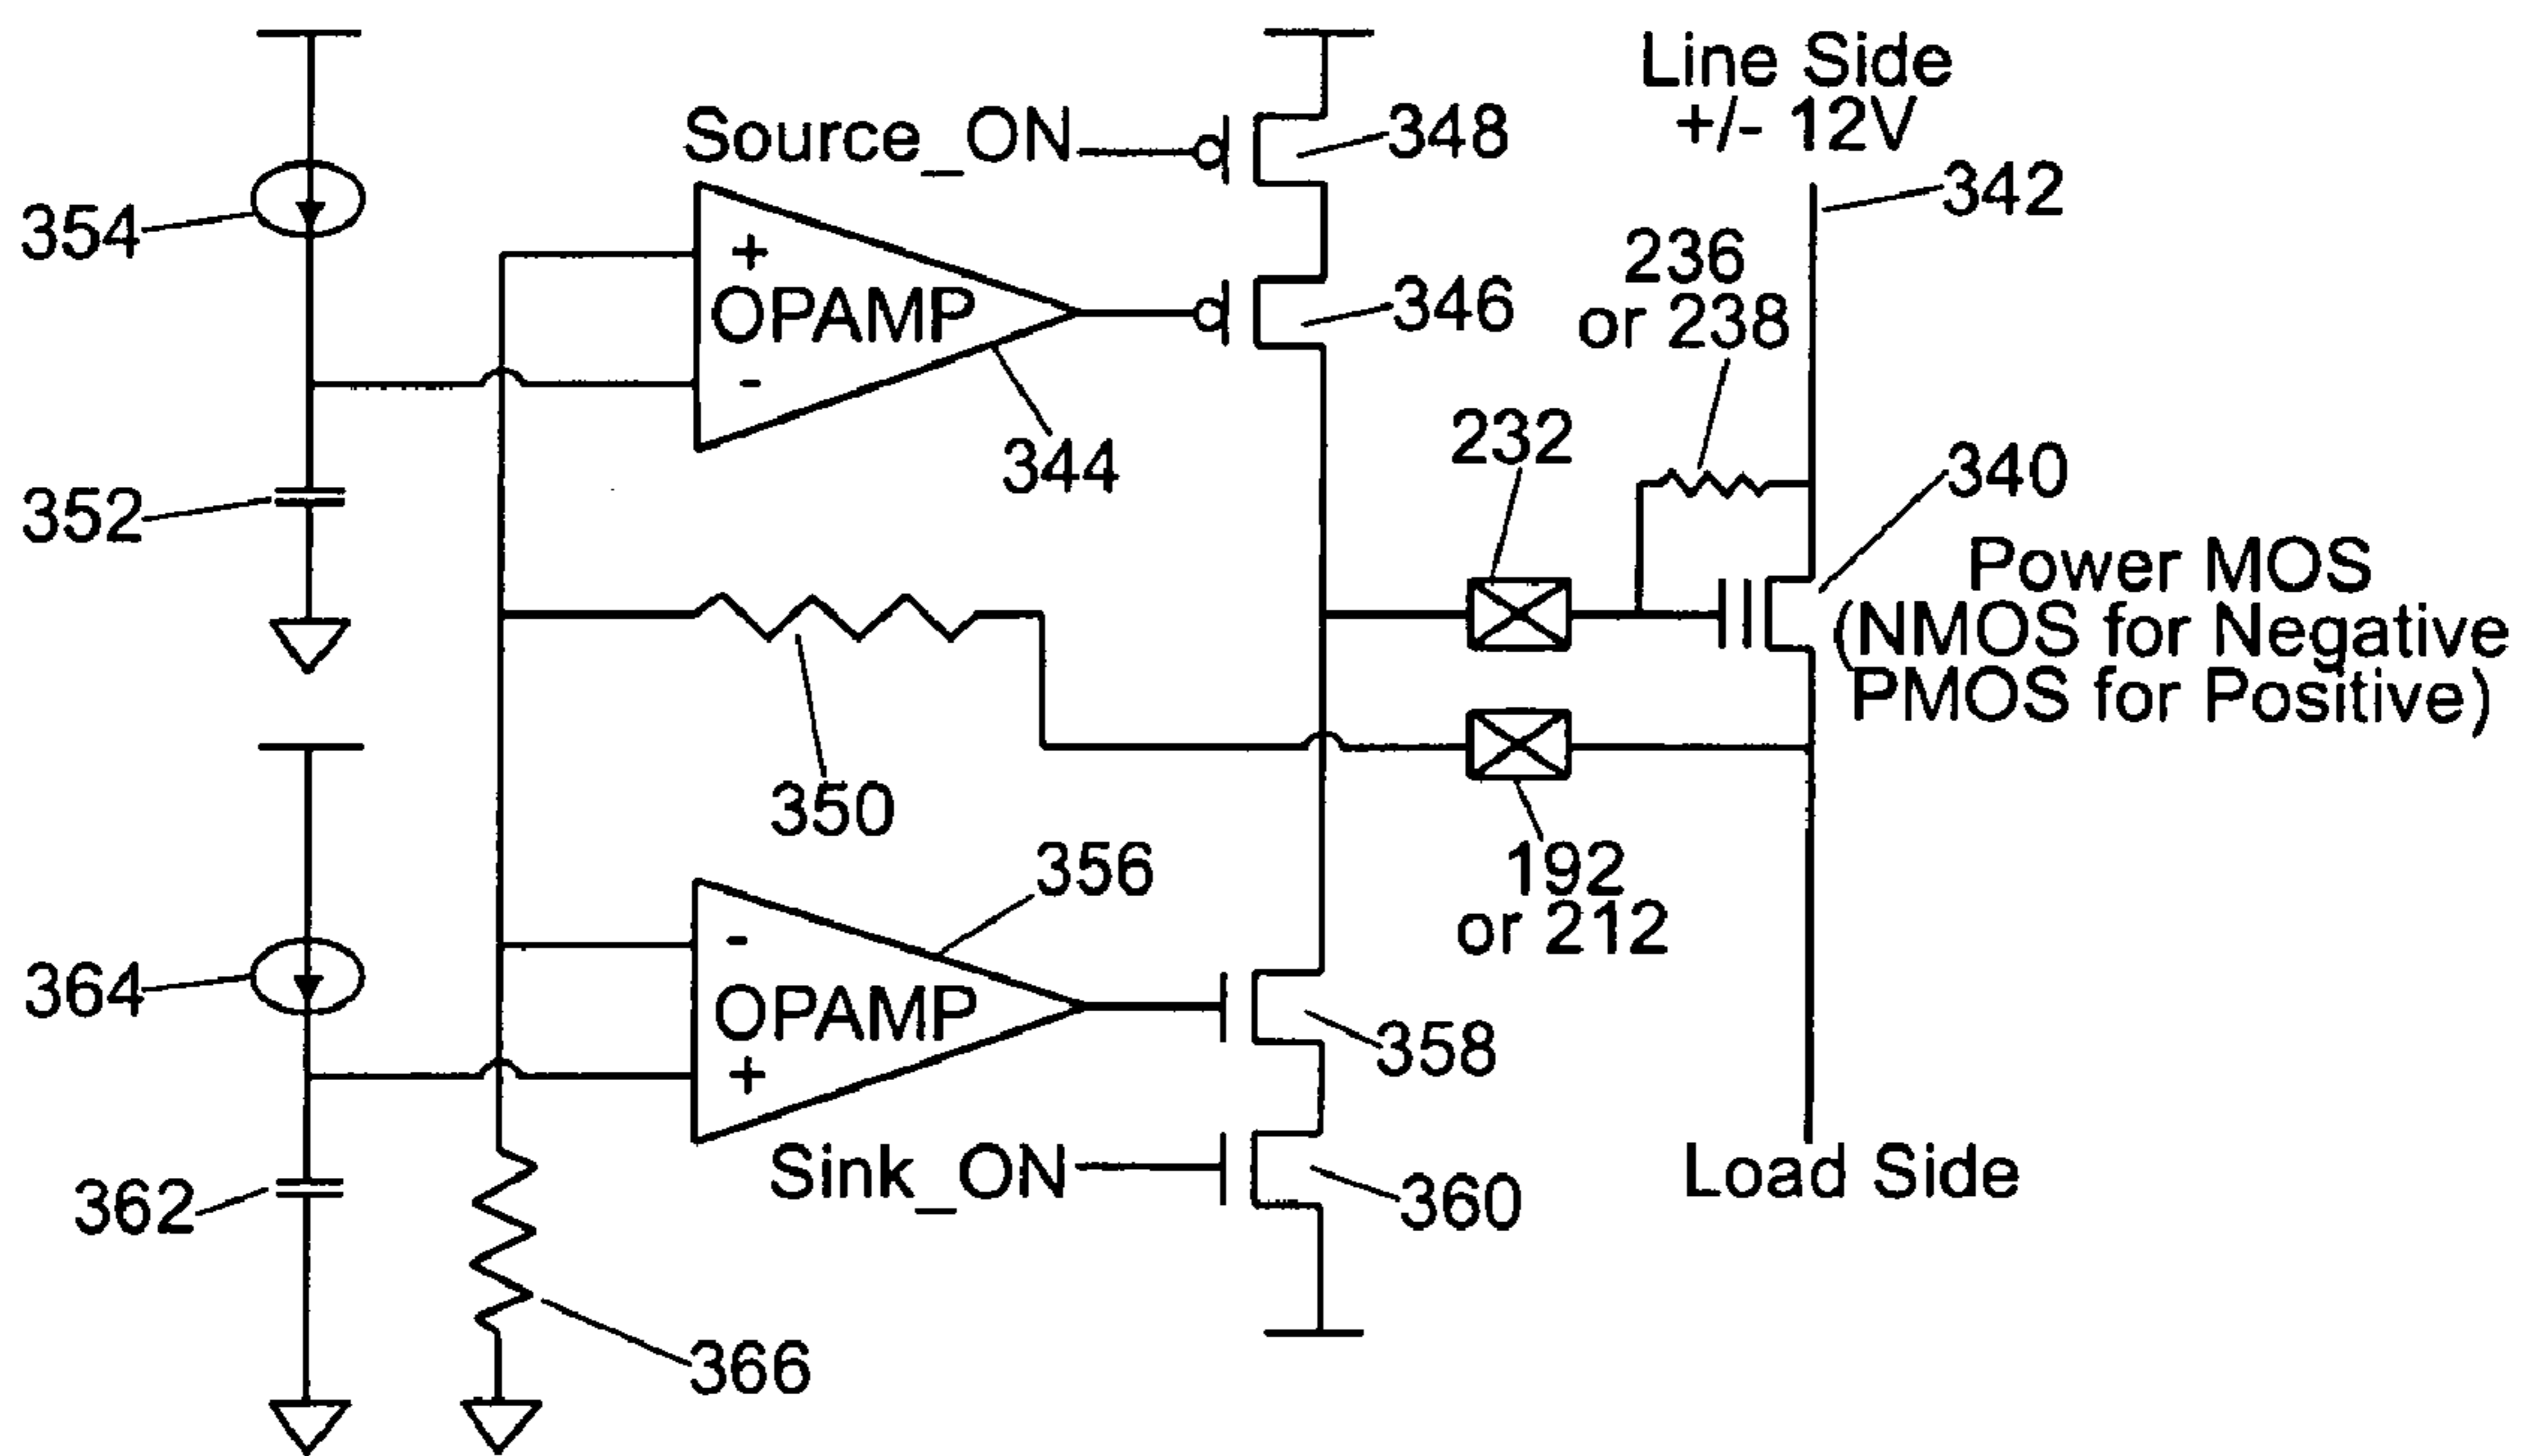 Line Side
+/- 12V
Source_ON
348
342
354
236
or 238
+
OPAMP
-
346
232
340
344
352
Power MOS
(NMOS for Negative
PMOS for Positive)
350
192
or 212
356
364
-
OPAMP
+
358
Sink_ON
Load Side
362
360
366